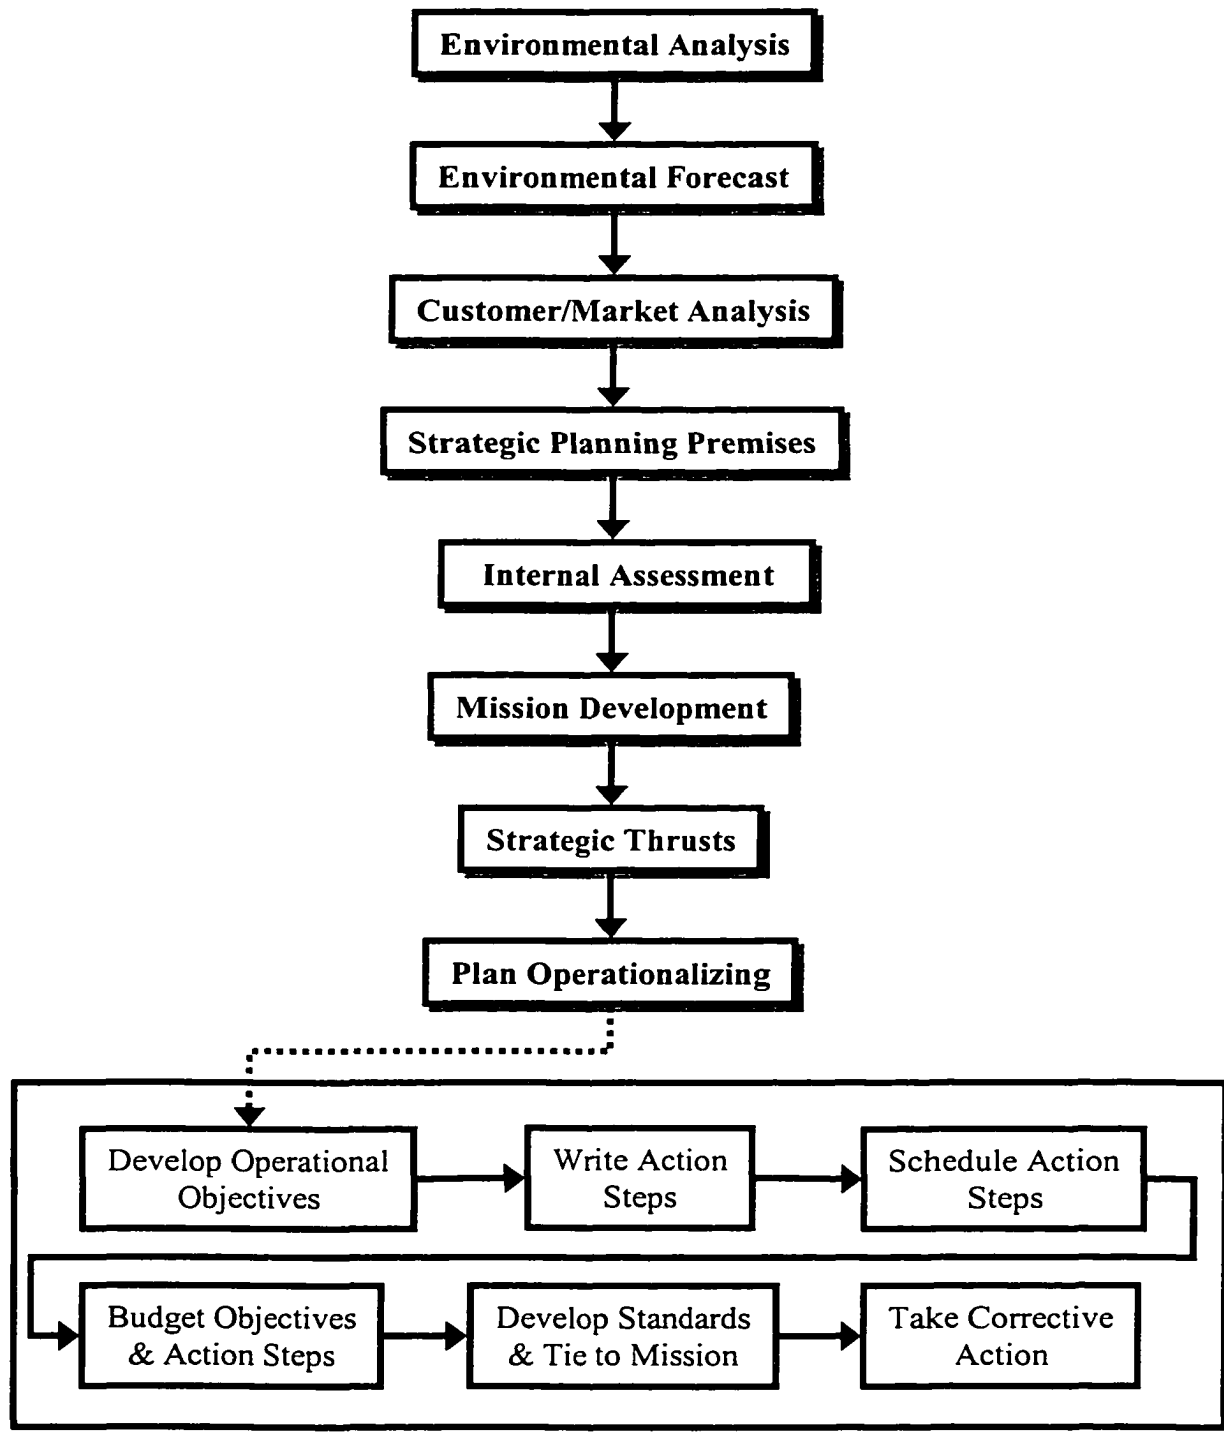 Environmental Analysis
Environmental Forecast
Customer/Market Analysis
Strategic Planning Premises
Internal Assessment
Mission Development
Strategic Thrusts
Plan Operationalizing
Develop Operational
Objectives
Write Action
Steps
Schedule Action
Steps
Budget Objectives
& Action Steps
Develop Standards
& Tie to Mission
Take Corrective
Action